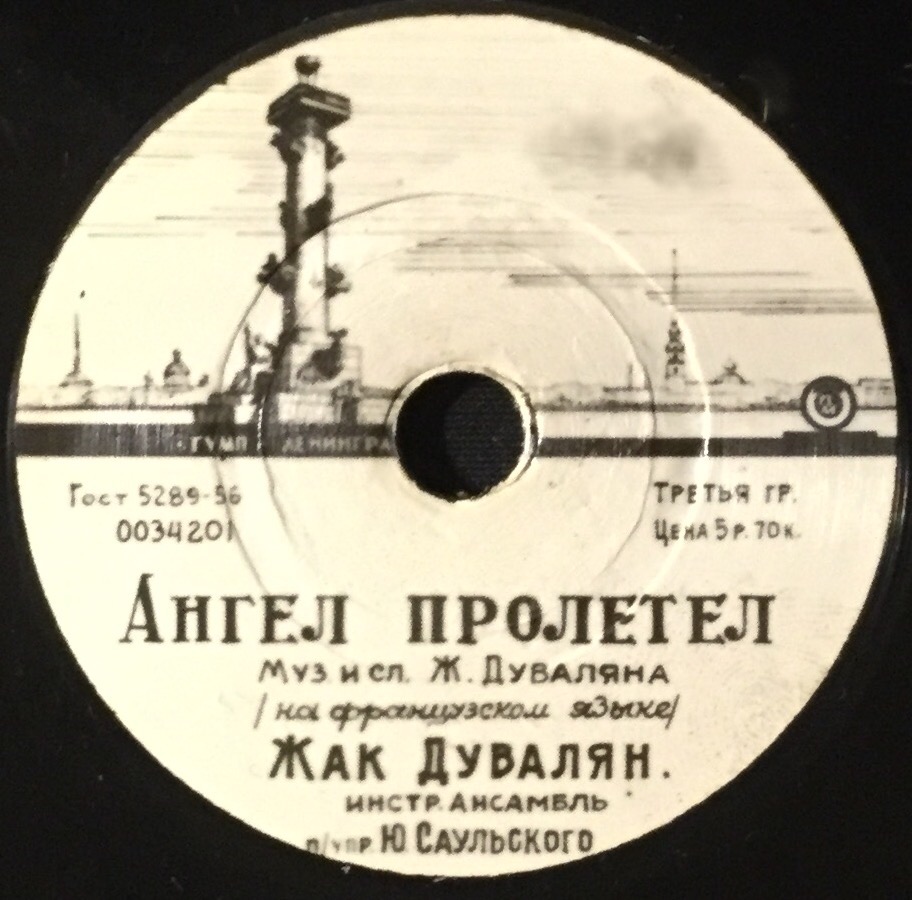 ГУМП ЛЕНИНГРА
Гост 5289-56
0034201
ТРЕТЬЯ ГР.
ЦЕНА 5 Р. 70 К.
АНГЕЛ ПРОЛЕТЕЛ
МУЗ И СЛ. Ж. ДУВАЛЯНА
/на французском языке/
ЖАК ДУВАЛЯН.
ИНСТР. АНСАМБЛЬ
п/упр. Ю САУЛЬСКОГО